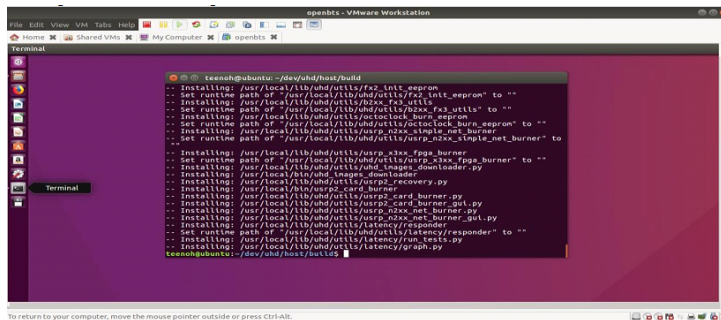 openbts - VMware Workstation
File Edit View VM Tabs Help
Home Shared VMs My Computer openbts
Terminal
teenoh@ubuntu: ~/dev/uhd/host/build
-- Installing: /usr/local/lib/uhd/utils/fx2_init_eeprom
-- Set runtime path of "/usr/local/lib/uhd/utils/fx2_init_eeprom" to ""
-- Installing: /usr/local/lib/uhd/utils/b2xx_fx3_utils
-- Set runtime path of "/usr/local/lib/uhd/utils/b2xx_fx3_utils" to ""
-- Installing: /usr/local/lib/uhd/utils/octoclock_burn_eeprom
-- Set runtime path of "/usr/local/lib/uhd/utils/octoclock_burn_eeprom" to ""
-- Installing: /usr/local/lib/uhd/utils/usrp_n2xx_simple_net_burner
-- Set runtime path of "/usr/local/lib/uhd/utils/usrp_n2xx_simple_net_burner" to
""
-- Installing: /usr/local/lib/uhd/utils/usrp_x3xx_fpga_burner
-- Set runtime path of "/usr/local/lib/uhd/utils/usrp_x3xx_fpga_burner" to ""
-- Installing: /usr/local/lib/uhd/utils/uhd_images_downloader.py
-- Installing: /usr/local/bin/uhd_images_downloader
-- Installing: /usr/local/lib/uhd/utils/usrp2_recovery.py
-- Installing: /usr/local/bin/usrp2_card_burner
-- Installing: /usr/local/lib/uhd/utils/usrp2_card_burner.py
-- Installing: /usr/local/lib/uhd/utils/usrp2_card_burner_gui.py
-- Installing: /usr/local/lib/uhd/utils/usrp_n2xx_net_burner.py
-- Installing: /usr/local/lib/uhd/utils/usrp_n2xx_net_burner_gui.py
-- Installing: /usr/local/lib/uhd/utils/latency/responder
-- Set runtime path of "/usr/local/lib/uhd/utils/latency/responder" to ""
-- Installing: /usr/local/lib/uhd/utils/latency/run_tests.py
-- Installing: /usr/local/lib/uhd/utils/latency/graph.py
teenoh@ubuntu:~/dev/uhd/host/build$
Terminal
To return to your computer, move the mouse pointer outside or press Ctrl-Alt.